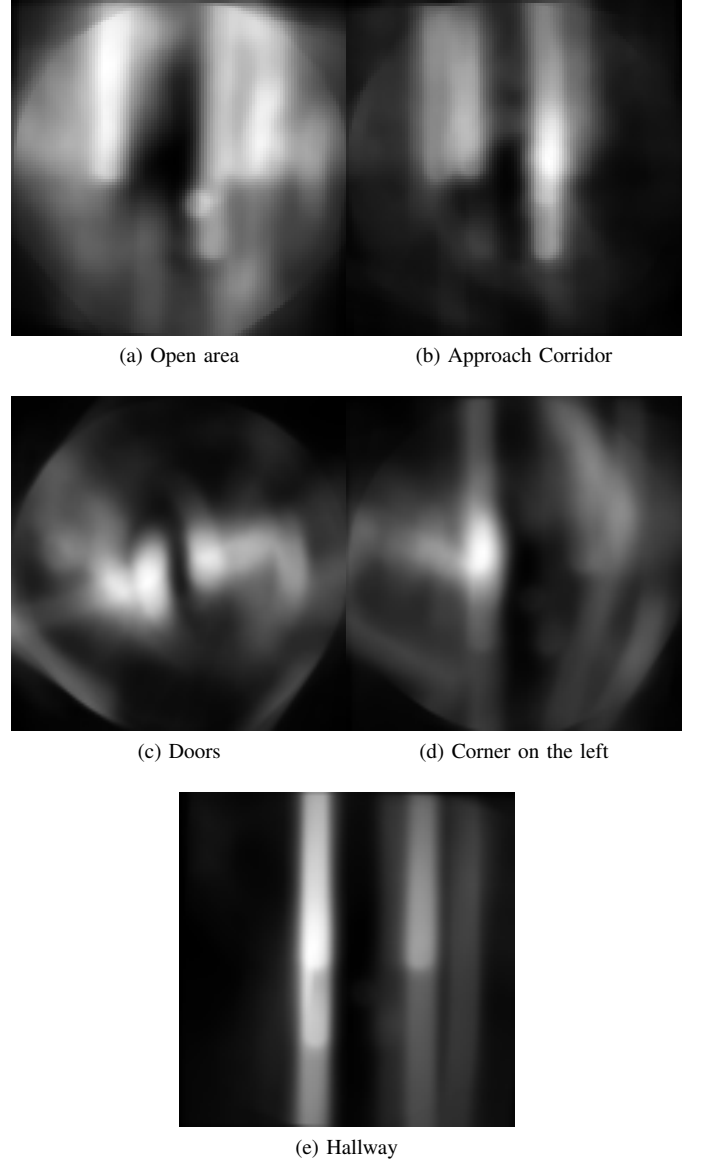 (a) Open area
(b) Approach Corridor
(c) Doors
(d) Corner on the left
(e) Hallway